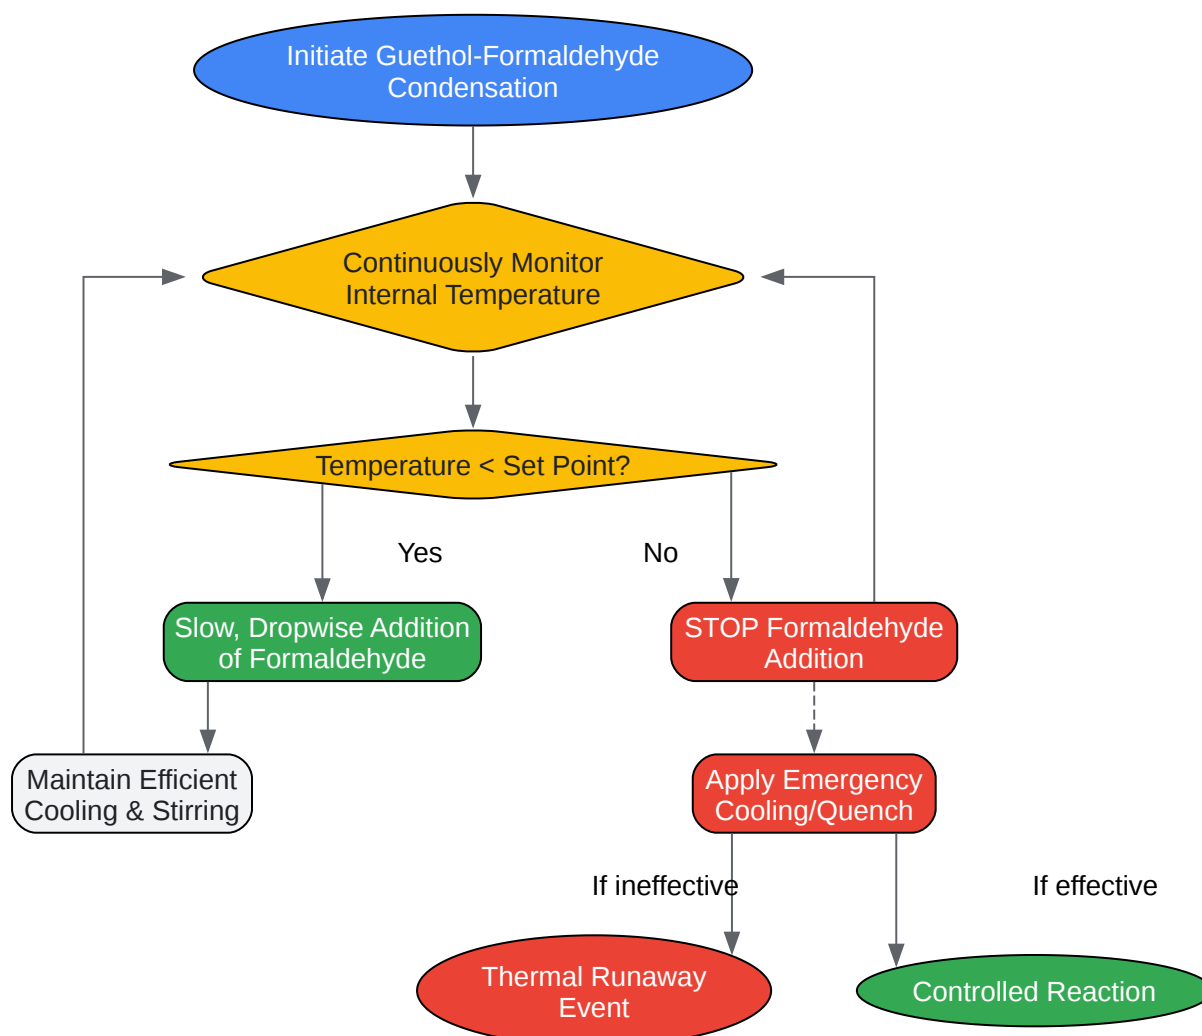 Initiate Guethol-Formaldehyde
Condensation
Continuously Monitor
Internal Temperature
Temperature < Set Point?
Yes
No
Slow, Dropwise Addition
of Formaldehyde
STOP Formaldehyde
Addition
Maintain Efficient
Cooling & Stirring
Apply Emergency
Cooling/Quench
If ineffective
If effective
Thermal Runaway
Event
Controlled Reaction